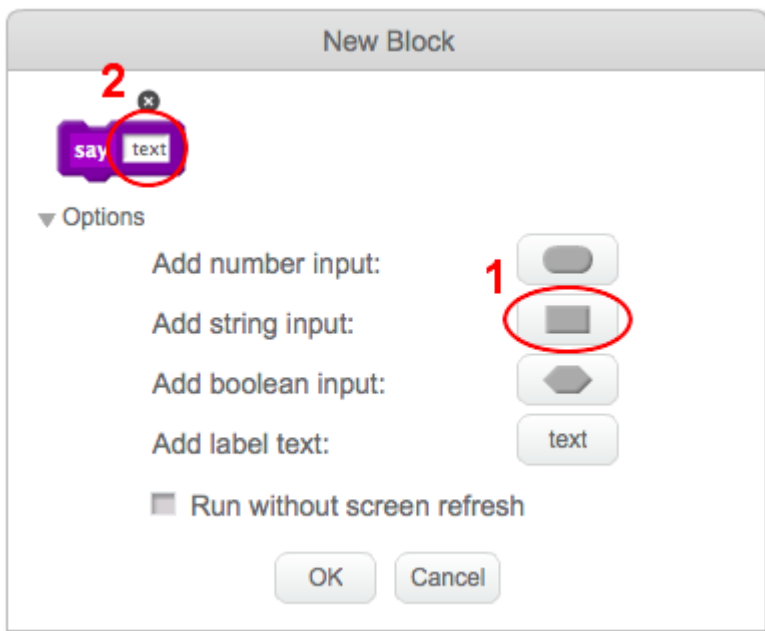 New Block
2
say text
Options
Add number input:
1
Add string input:
Add boolean input:
Add label text: text
Run without screen refresh
OK Cancel